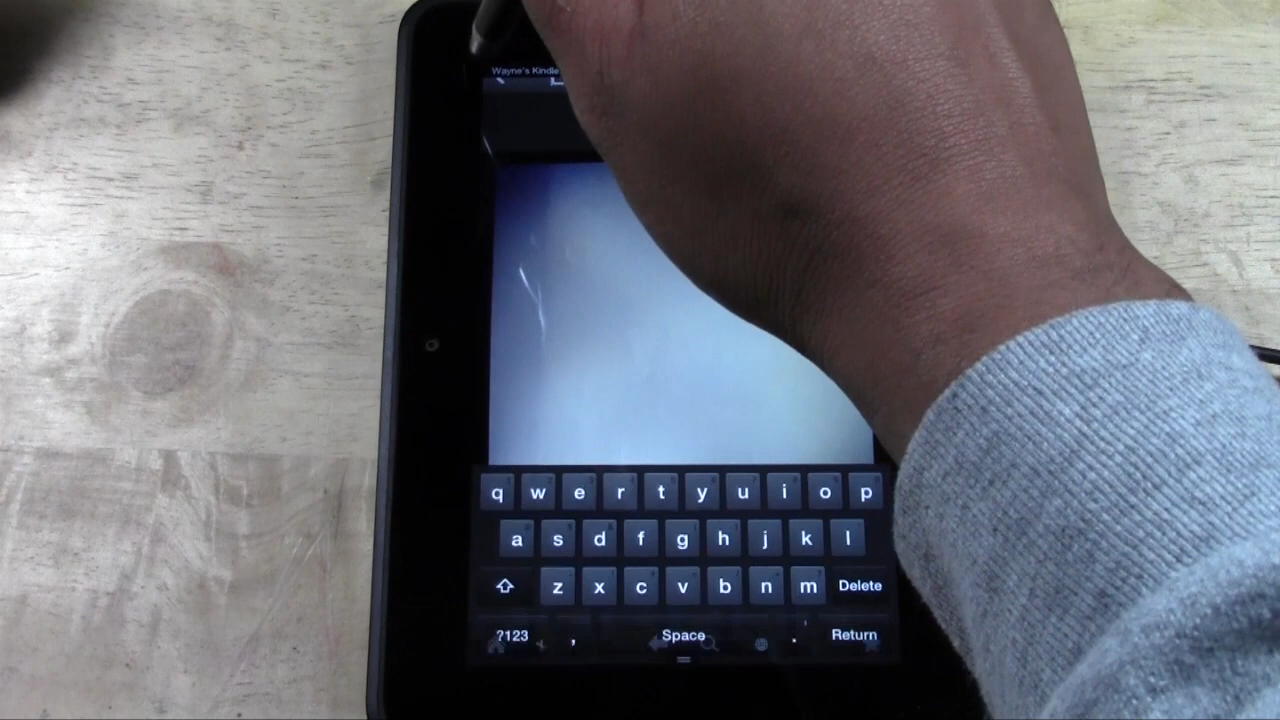 Wayne's Kindle
q w e r t y u i o p
a s d f g h j k l
z x c v b n m Delete
?123 , Space . Return